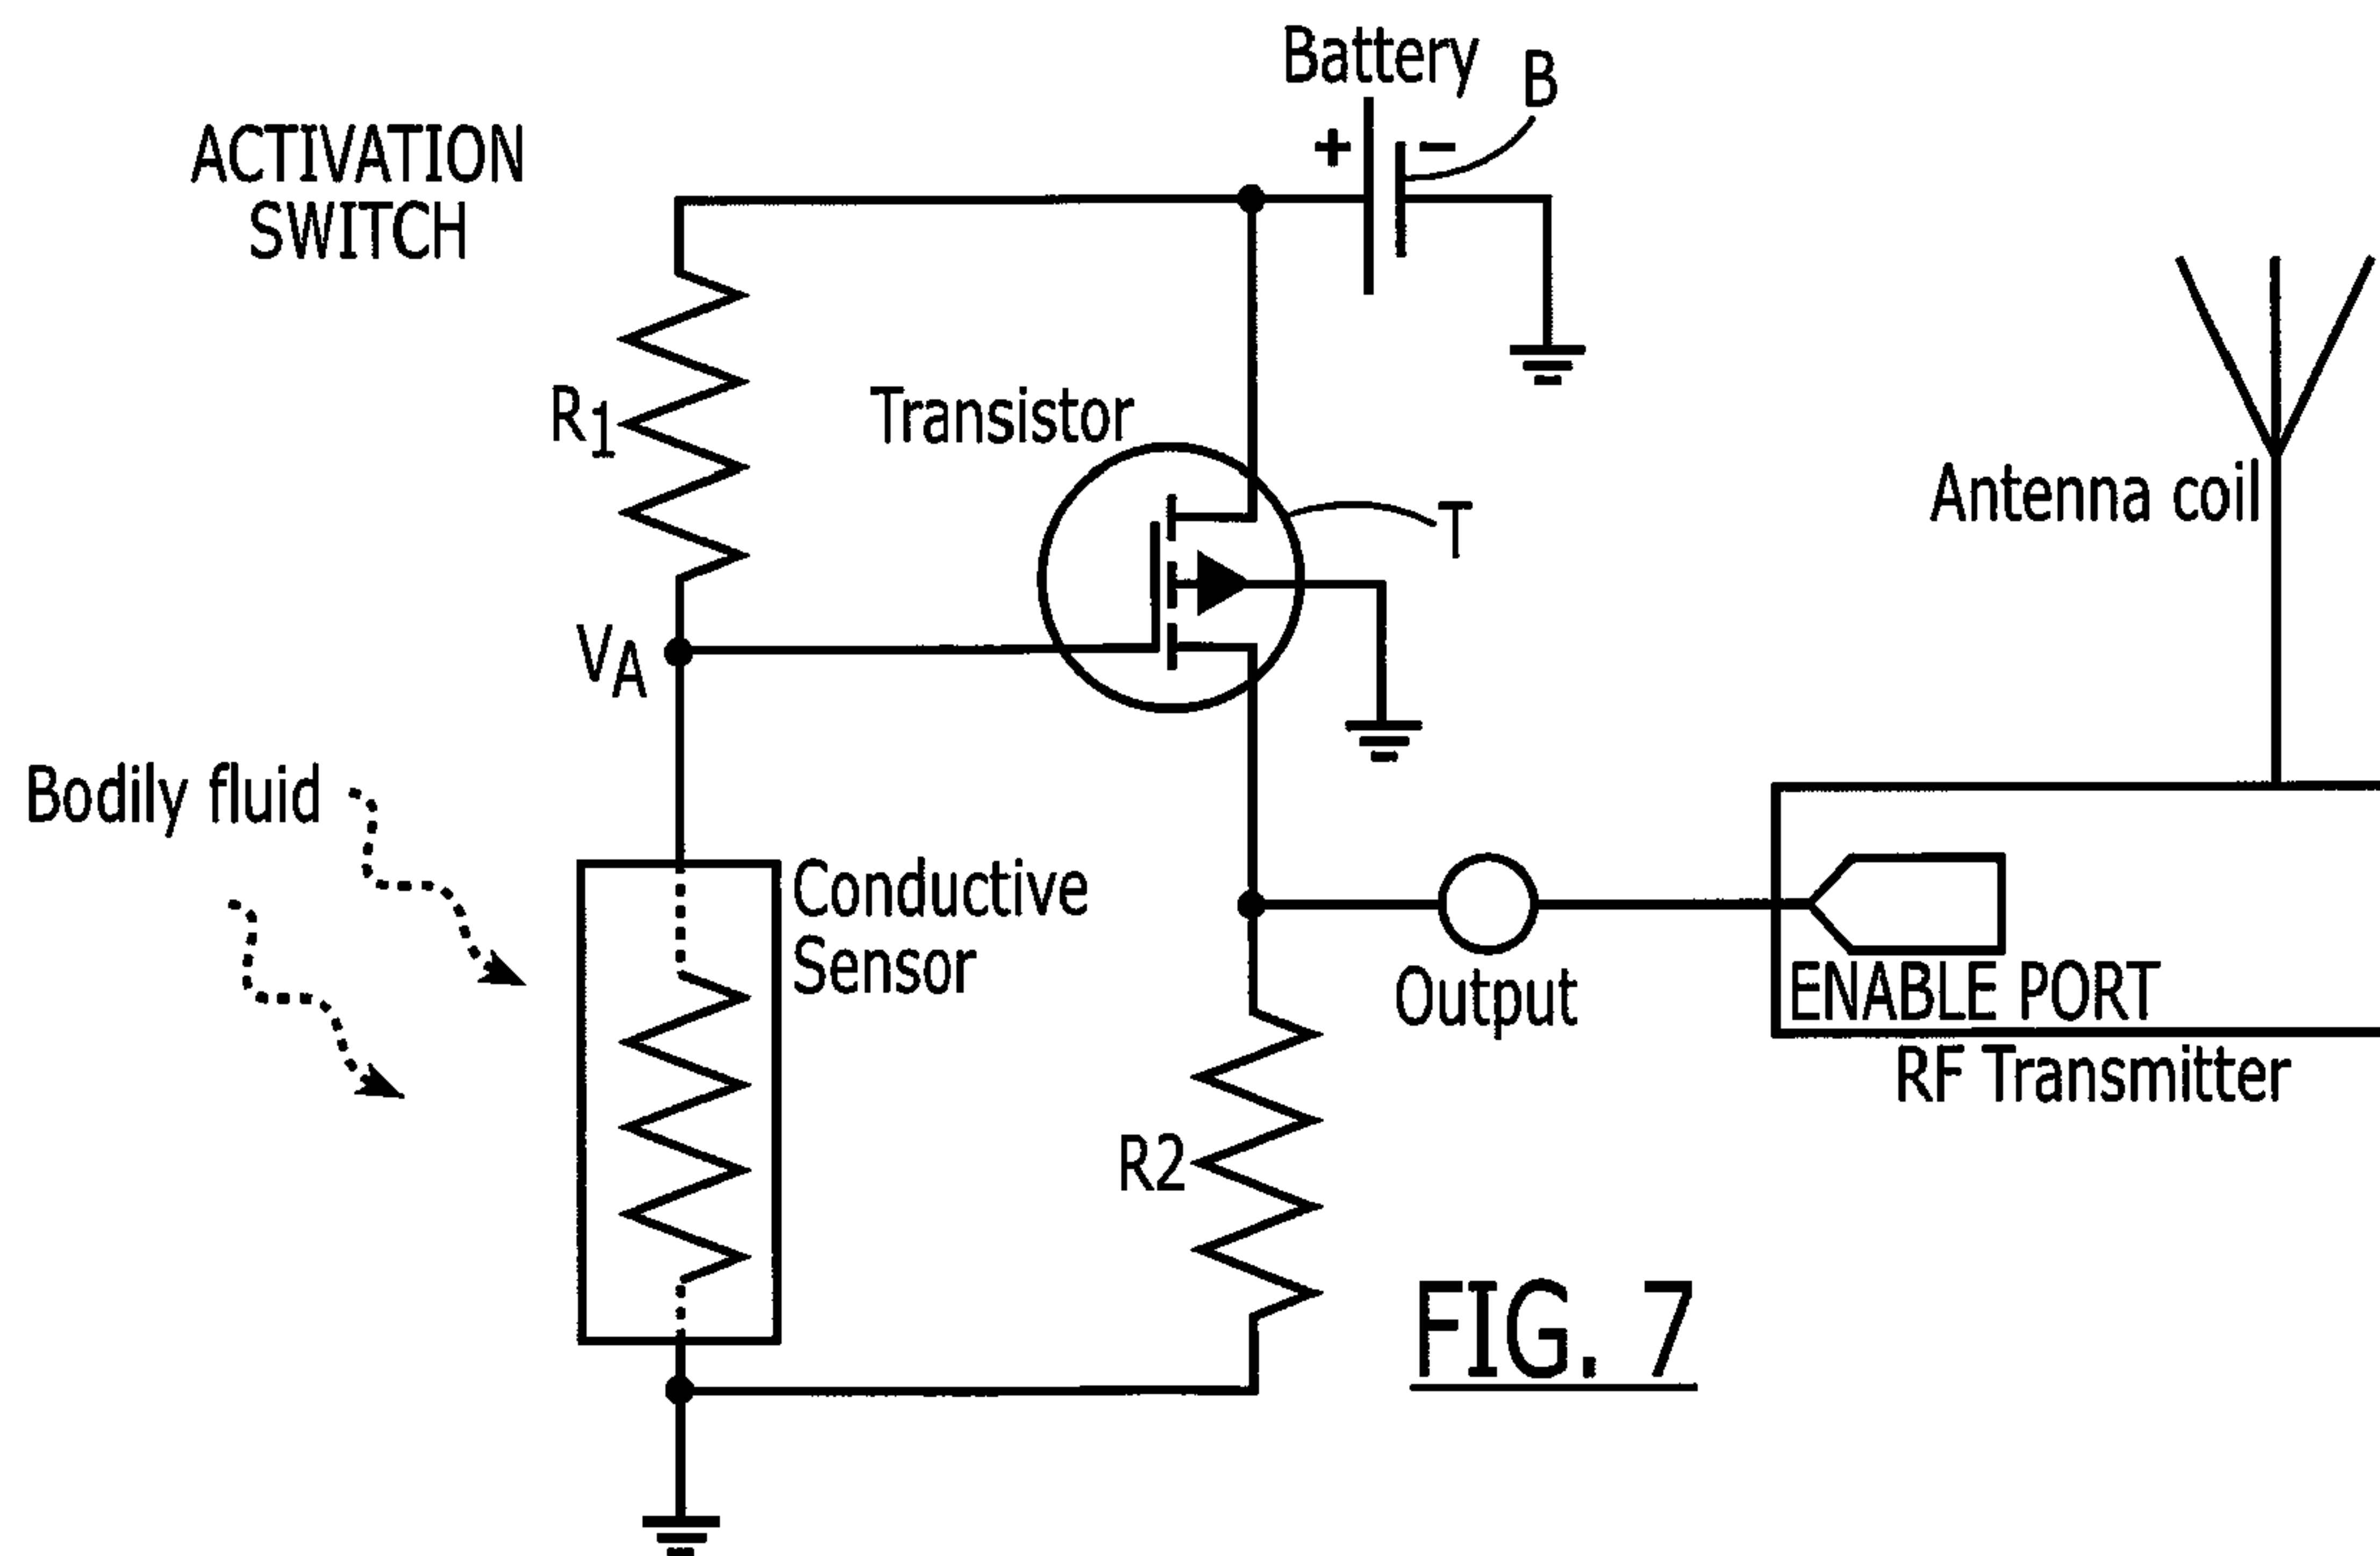 Battery
B
+ −
ACTIVATION
SWITCH
R1
Transistor
T
Antenna coil
VA
Bodily fluid
Conductive
Sensor
Output
ENABLE PORT
RF Transmitter
R2
FIG. 7